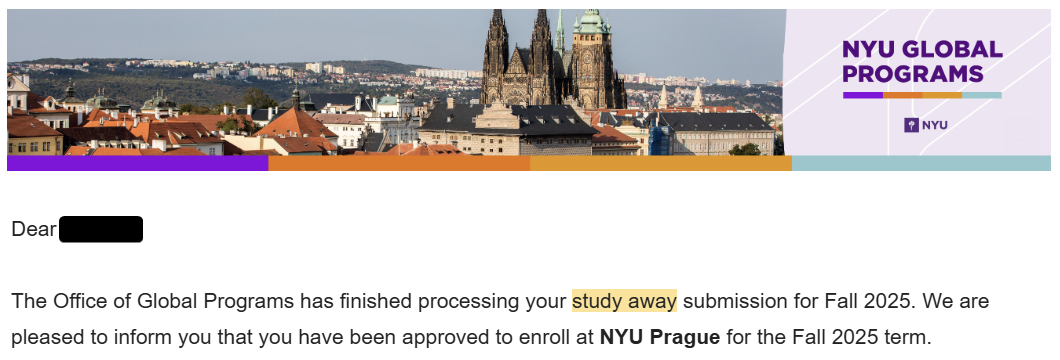 NYU GLOBAL
PROGRAMS
NYU
Dear
The Office of Global Programs has finished processing your study away submission for Fall 2025. We are
pleased to inform you that you have been approved to enroll at NYU Prague for the Fall 2025 term.